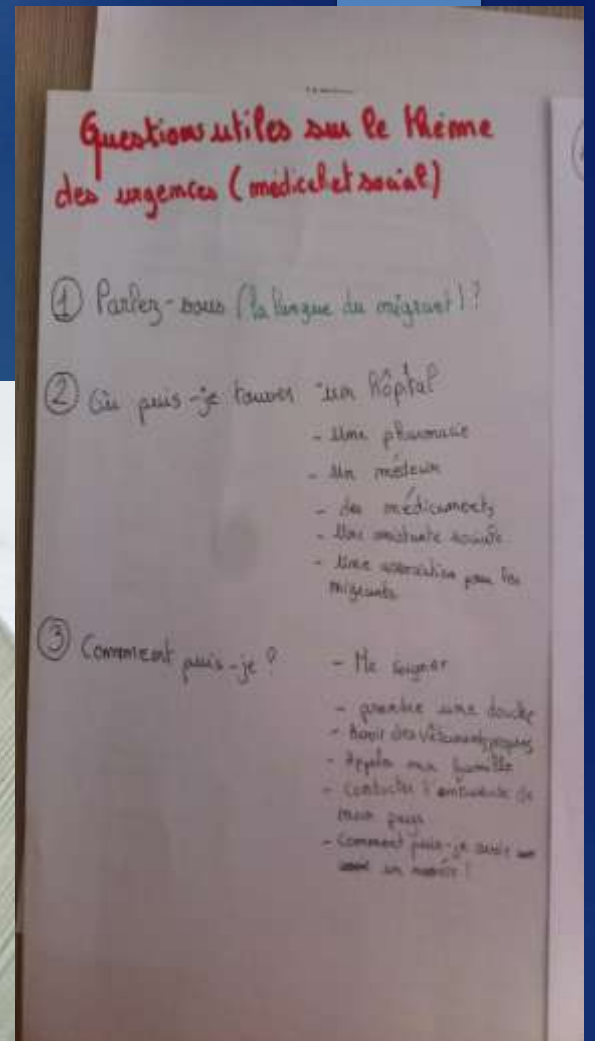 Questions utiles sur le thème
des urgences (médical et social)
① Parlez-vous (la langue du migrant)?
② Où puis-je trouver - un hôpital
- Une pharmacie
- Un médecin
- des médicaments
- Une assistante sociale
- Une association pour les
migrants
③ Comment puis-je? - Me soigner
- prendre une douche
- Avoir des vêtements propres
- Appeler ma famille
- Contacter l'ambassade de
mon pays
- Comment puis-je avoir
un